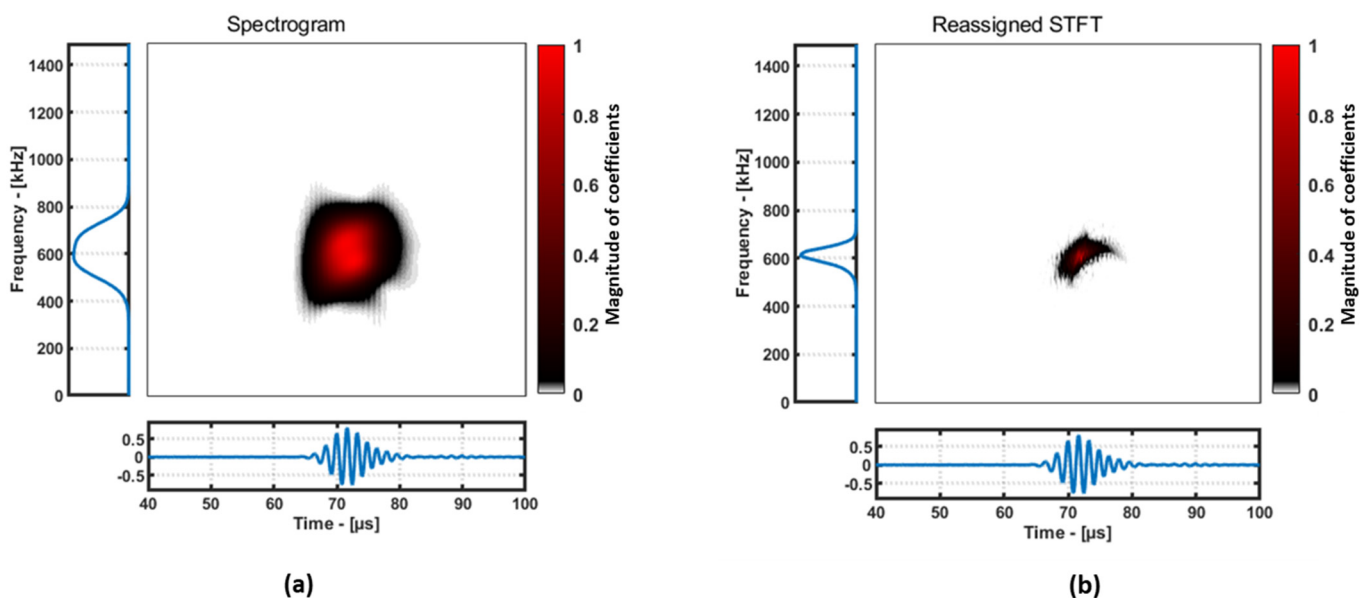 Spectrogram
1400
1200
1000
800
600
400
200
0
Frequency - [kHz]
1
0.8
0.6
0.4
0.2
0
Magnitude of coefficients
0.5
0
-0.5
40 50 60 70 80 90 100
Time - [µs]
(a)
Reassigned STFT
1400
1200
1000
800
600
400
200
0
Frequency - [kHz]
1
0.8
0.6
0.4
0.2
0
Magnitude of coefficients
0.5
0
-0.5
40 50 60 70 80 90 100
Time - [µs]
(b)